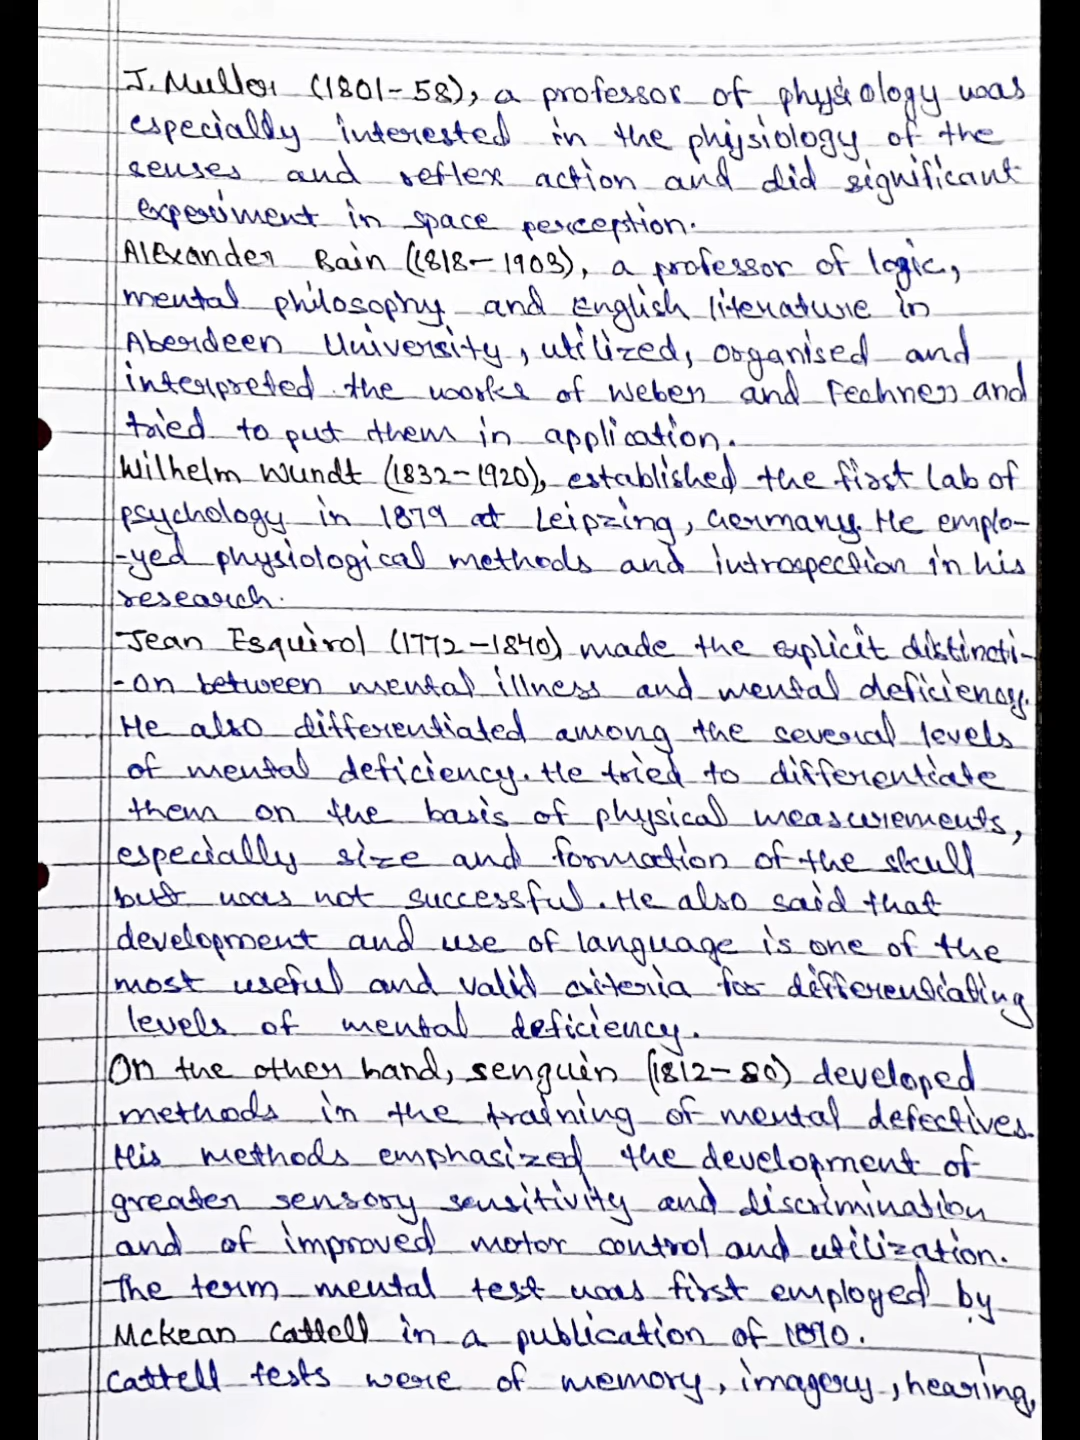 J. Muller (1801-58), a professor of physiology was
especially interested in the physiology of the
senses and reflex action and did significant
experiment in space perception.
Alexander Bain (1818-1903), a professor of logic,
mental philosophy and English literature in
Aberdeen University, utilized, organised and
interpreted the works of Weber and Fechner and
tried to put them in application.
Wilhelm Wundt (1832-1920), established the first Lab of
psychology in 1879 at Leipzing, Germany. He emplo-
-yed physiological methods and introspection in his
research.
Jean Esquirol (1772-1840) made the explicit distincti-
-on between mental illness and mental deficiency.
He also differentiated among the several levels
of mental deficiency. He tried to differentiate
them on the basis of physical measurements,
especially size and formation of the skull
but was not successful. He also said that
development and use of language is one of the
most useful and valid criteria for differentiating
levels of mental deficiency.
On the other hand, senguin (1812-80) developed
methods in the training of mental defectives.
His methods emphasized the development of
greater sensory sensitivity and discrimination
and of improved motor control and utilization.
The term mental test was first employed by
Mckean Cattell in a publication of 1890.
Cattell tests were of memory, imagery, hearing,